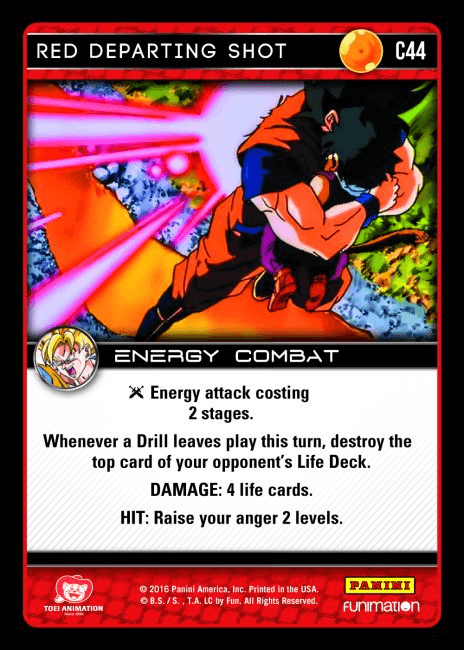 RED DEPARTING SHOT
C44
ENERGY COMBAT
Energy attack costing
2 stages.
Whenever a Drill leaves play this turn, destroy the
top card of your opponent's Life Deck.
DAMAGE: 4 life cards.
HIT: Raise your anger 2 levels.
TOEI ANIMATION
Since 1956
© 2016 Panini America, Inc. Printed in the USA.
© B.S. / S. , T.A. LC by Fun. All Rights Reserved.
PANINI
FUNIMATION